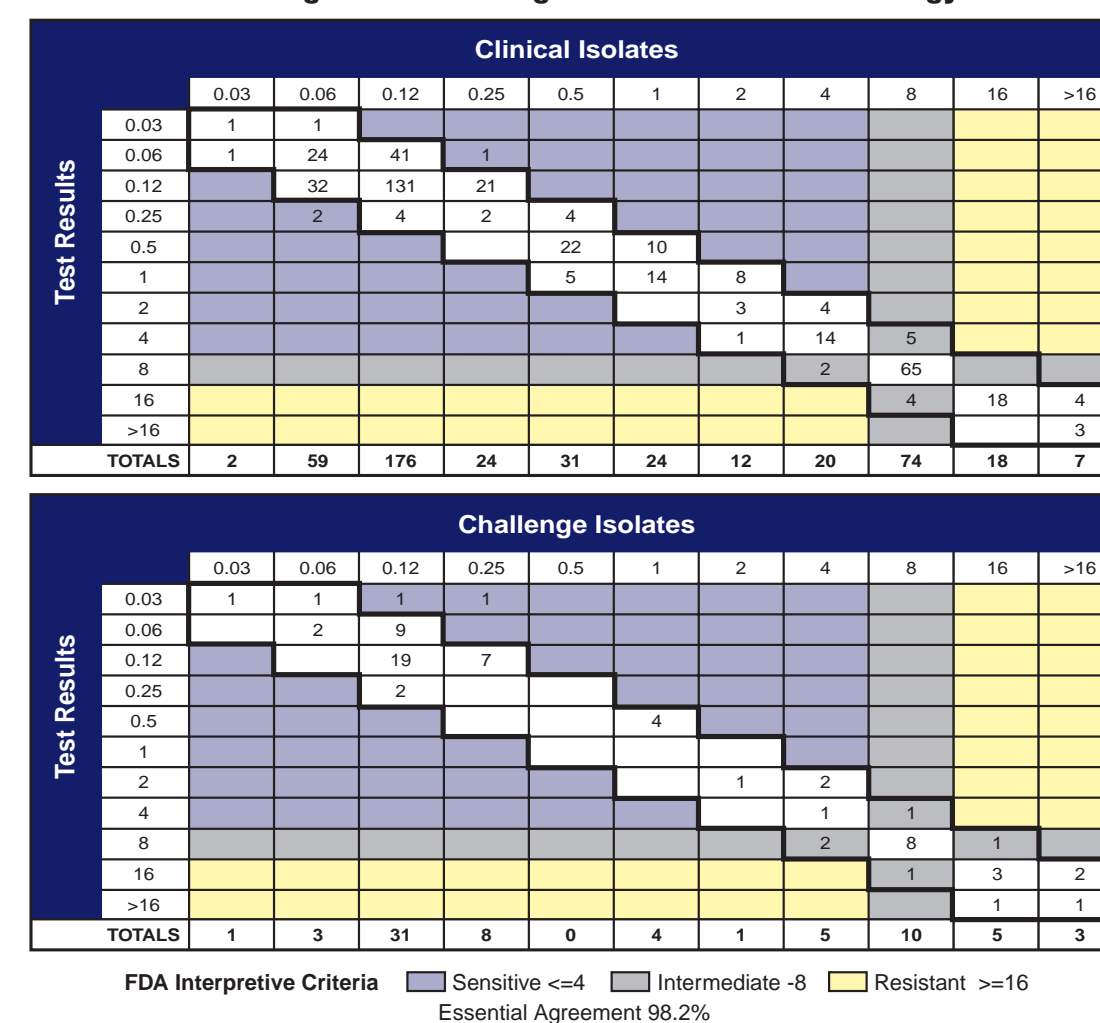 Clinical Isolates
0.03 0.06 0.12 0.25 0.5 1 2 4 8 16 >16
Test Results
0.03 1 1
0.06 1 24 41 1
0.12 32 131 21
0.25 2 4 2 4
0.5 22 10
1 5 14 8
2 3 4
4 1 14 5
8 2 65
16 4 18 4
>16 3
TOTALS 2 59 176 24 31 24 12 20 74 18 7
Challenge Isolates
0.03 0.06 0.12 0.25 0.5 1 2 4 8 16 >16
Test Results
0.03 1 1 1 1
0.06 2 9
0.12 19 7
0.25 2
0.5 4
1
2 1 2
4 1 1
8 2 8 1
16 1 3 2
>16 1 1
TOTALS 1 3 31 8 0 4 1 5 10 5 3
FDA Interpretive Criteria Sensitive <=4 Intermediate -8 Resistant >=16
Essential Agreement 98.2%